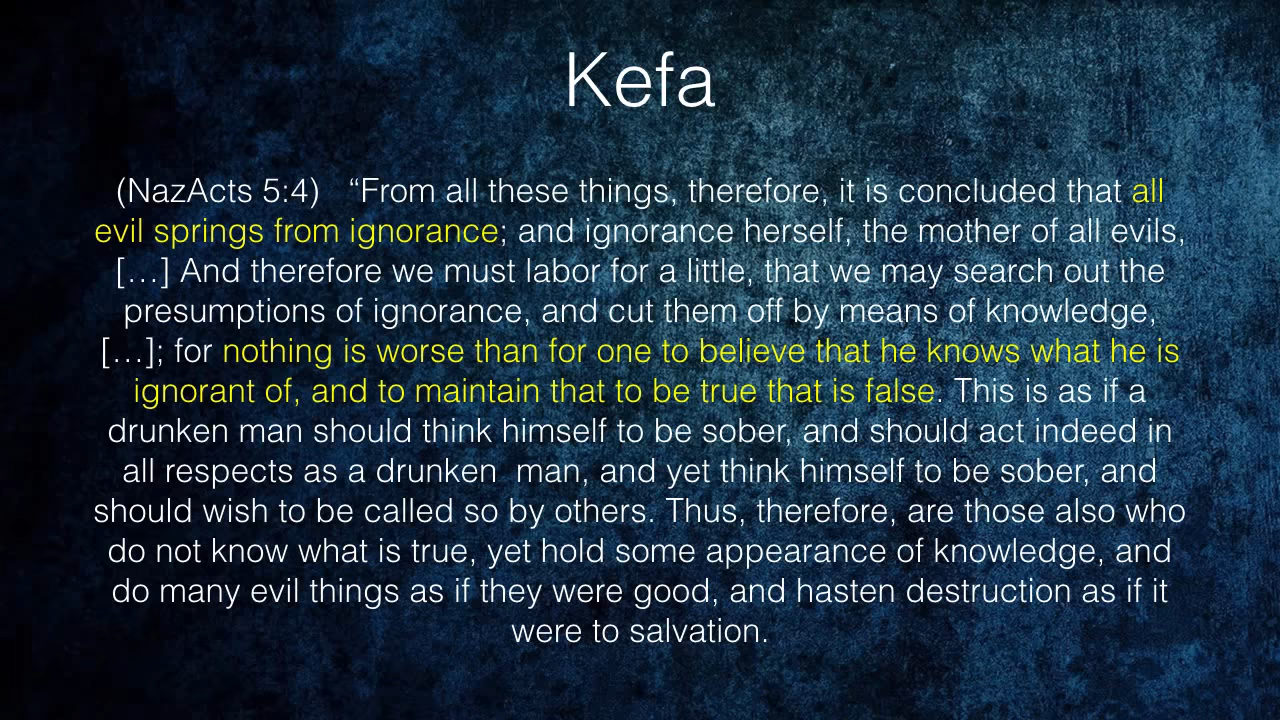 Kefa
(NazActs 5:4)   “From all these things, therefore, it is concluded that all
evil springs from ignorance; and ignorance herself, the mother of all evils,
[…] And therefore we must labor for a little, that we may search out the
presumptions of ignorance, and cut them off by means of knowledge,
[…]; for nothing is worse than for one to believe that he knows what he is
ignorant of, and to maintain that to be true that is false. This is as if a
drunken man should think himself to be sober, and should act indeed in
all respects as a drunken  man, and yet think himself to be sober, and
should wish to be called so by others. Thus, therefore, are those also who
do not know what is true, yet hold some appearance of knowledge, and
do many evil things as if they were good, and hasten destruction as if it
were to salvation.